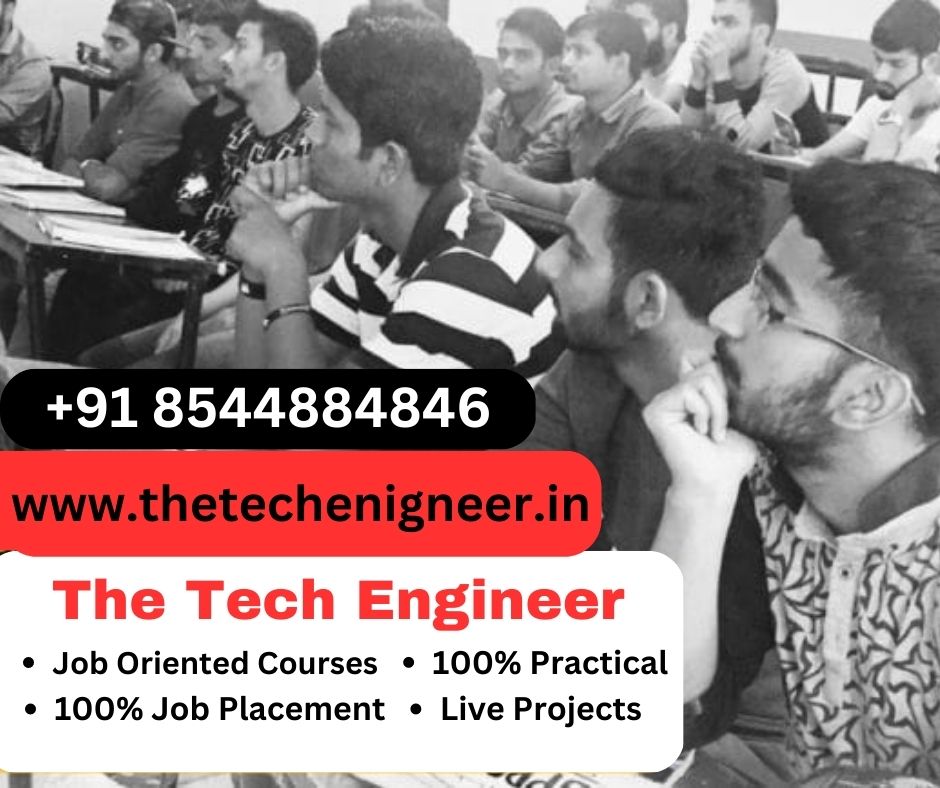 +91 8544884846
www.thetechenigneer.in
The Tech Engineer
• Job Oriented Courses • 100% Practical
• 100% Job Placement • Live Projects